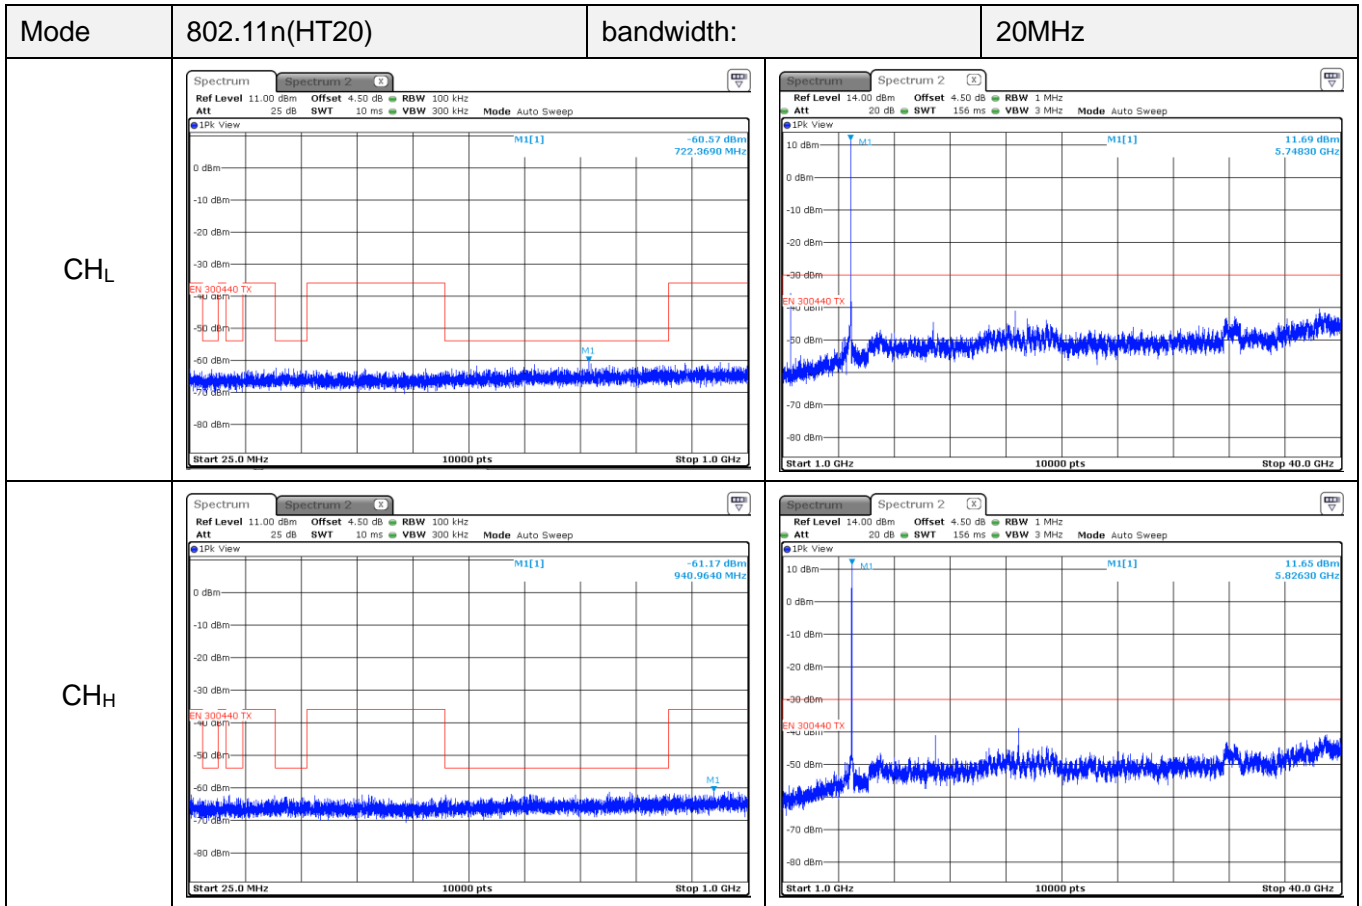 Mode 802.11n(HT20) bandwidth: 20MHz
CHL
Spectrum Spectrum 2 X
Ref Level 11.00 dBm Offset 4.50 dB RBW 100 kHz
Att 25 dB SWT 10 ms VBW 300 kHz Mode Auto Sweep
1Pk View
M1[1] -60.57 dBm
722.3690 MHz
0 dBm
-10 dBm
-20 dBm
-30 dBm
EN 300440 TX
-40 dBm
-50 dBm
M1
-60 dBm
-70 dBm
-80 dBm
Start 25.0 MHz 10000 pts Stop 1.0 GHz
Spectrum Spectrum 2 X
Ref Level 14.00 dBm Offset 4.50 dB RBW 1 MHz
Att 20 dB SWT 156 ms VBW 3 MHz Mode Auto Sweep
1Pk View
10 dBm M1 M1[1] 11.69 dBm
5.74830 GHz
0 dBm
-10 dBm
-20 dBm
-30 dBm
EN 300440 TX
-40 dBm
-50 dBm
-60 dBm
-70 dBm
-80 dBm
Start 1.0 GHz 10000 pts Stop 40.0 GHz
CHH
Spectrum Spectrum 2 X
Ref Level 11.00 dBm Offset 4.50 dB RBW 100 kHz
Att 25 dB SWT 10 ms VBW 300 kHz Mode Auto Sweep
1Pk View
M1[1] -61.17 dBm
940.9640 MHz
0 dBm
-10 dBm
-20 dBm
-30 dBm
EN 300440 TX
-40 dBm
-50 dBm
M1
-60 dBm
-70 dBm
-80 dBm
Start 25.0 MHz 10000 pts Stop 1.0 GHz
Spectrum Spectrum 2 X
Ref Level 14.00 dBm Offset 4.50 dB RBW 1 MHz
Att 20 dB SWT 156 ms VBW 3 MHz Mode Auto Sweep
1Pk View
10 dBm M1 M1[1] 11.65 dBm
5.82630 GHz
0 dBm
-10 dBm
-20 dBm
-30 dBm
EN 300440 TX
-40 dBm
-50 dBm
-60 dBm
-70 dBm
-80 dBm
Start 1.0 GHz 10000 pts Stop 40.0 GHz